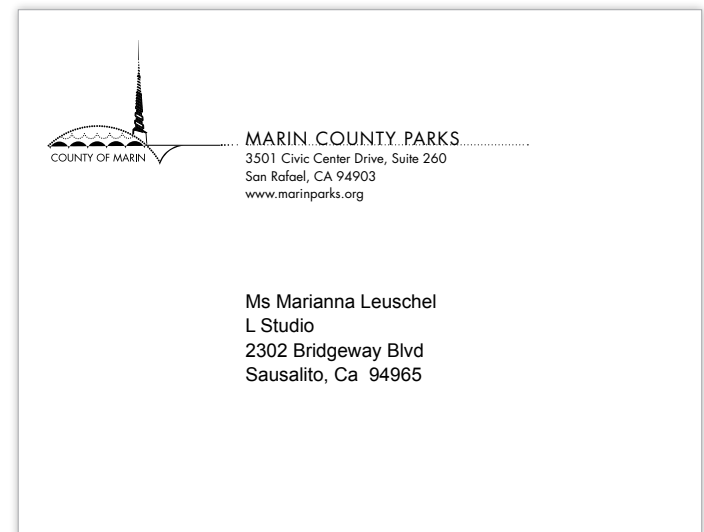 COUNTY OF MARIN
MARIN COUNTY PARKS
3501 Civic Center Drive, Suite 260
San Rafael, CA 94903
www.marinparks.org
Ms Marianna Leuschel
L Studio
2302 Bridgeway Blvd
Sausalito, Ca  94965